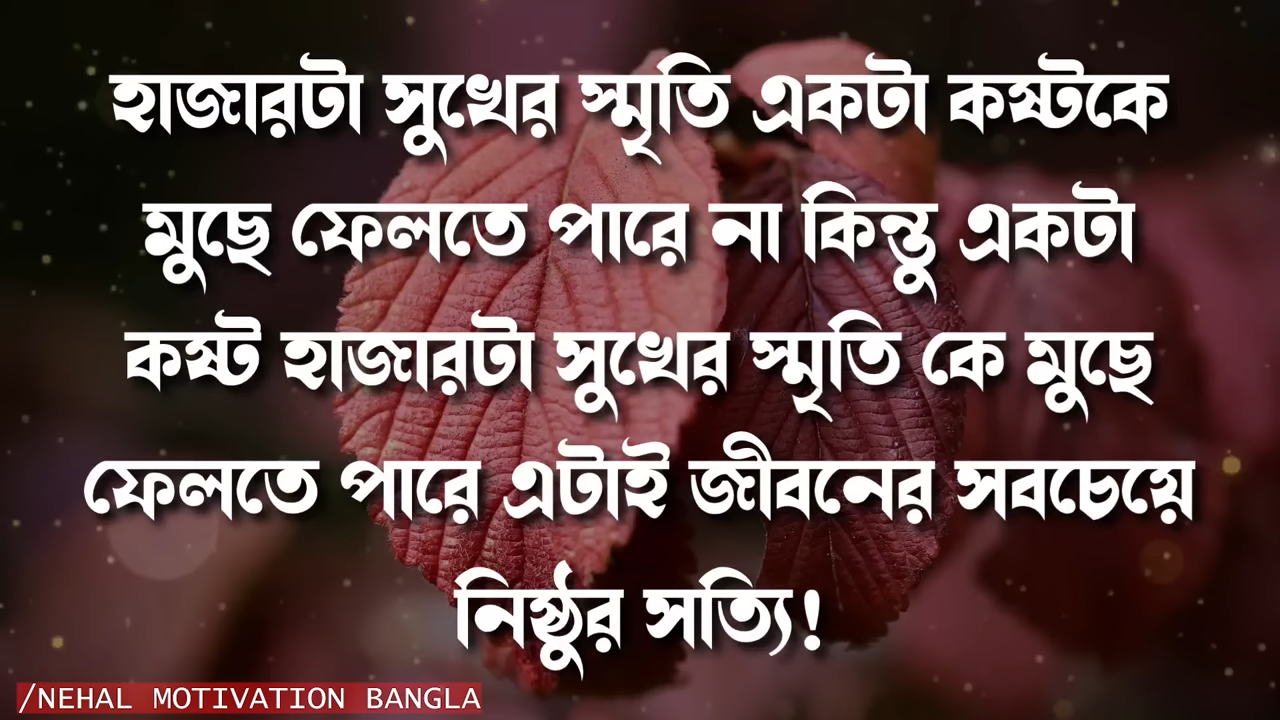 হাজারটা সুখের স্মৃতি একটা কষ্টকে
মুছে ফেলতে পারে না কিন্তু একটা
কষ্ট হাজারটা সুখের স্মৃতি কে মুছে
ফেলতে পারে এটাই জীবনের সবচেয়ে
নিষ্ঠুর সত্যি!
/NEHAL MOTIVATION BANGLA